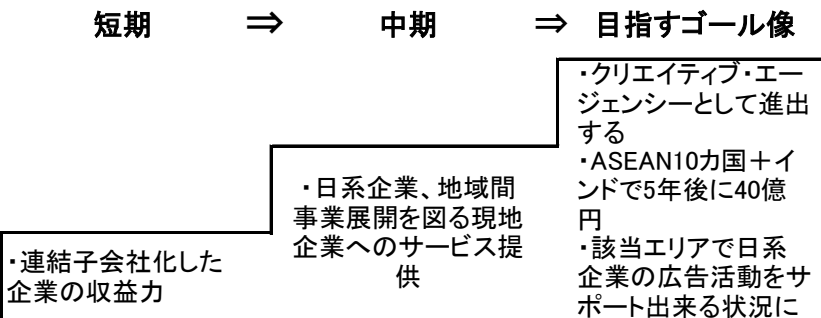 短期 ⇒ 中期 ⇒ 目指すゴール像
・連結子会社化した
企業の収益力
・日系企業、地域間
事業展開を図る現地
企業へのサービス提
供
・クリエイティブ・エー
ジェンシーとして進出
する
・ASEAN10カ国＋イ
ンドで5年後に40億
円
・該当エリアで日系
企業の広告活動をサ
ポート出来る状況に